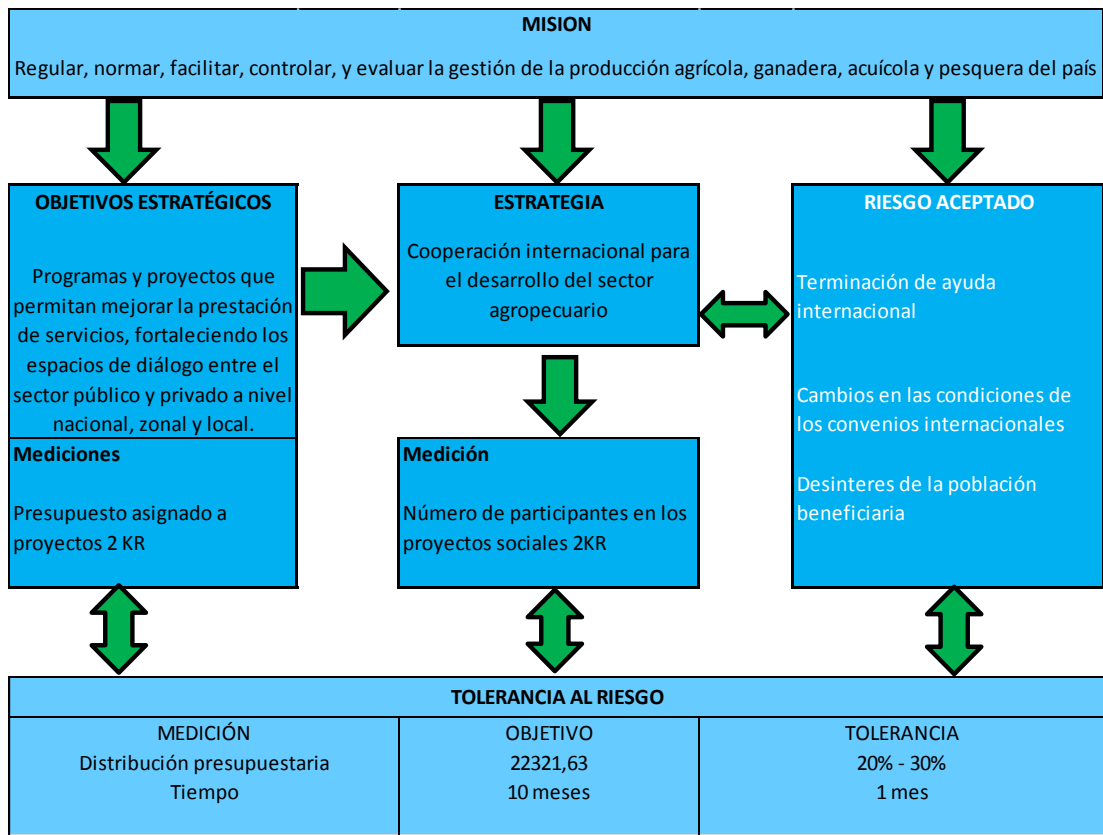 MISION
Regular, normar, facilitar, controlar, y evaluar la gestión de la producción agrícola, ganadera, acuícola y pesquera del país
OBJETIVOS ESTRATÉGICOS
Programas y proyectos que
permitan mejorar la prestación
de servicios, fortaleciendo los
espacios de diálogo entre el
sector público y privado a nivel
nacional, zonal y local.
Mediciones
Presupuesto asignado a
proyectos 2 KR
ESTRATEGIA
Cooperación internacional para
el desarrollo del sector
agropecuario
Medición
Número de participantes en los
proyectos sociales 2KR
RIESGO ACEPTADO
Terminación de ayuda
internacional
Cambios en las condiciones de
los convenios internacionales
Desinteres de la población
beneficiaria
TOLERANCIA AL RIESGO
MEDICIÓN OBJETIVO TOLERANCIA
Distribución presupuestaria 22321,63 20% - 30%
Tiempo 10 meses 1 mes